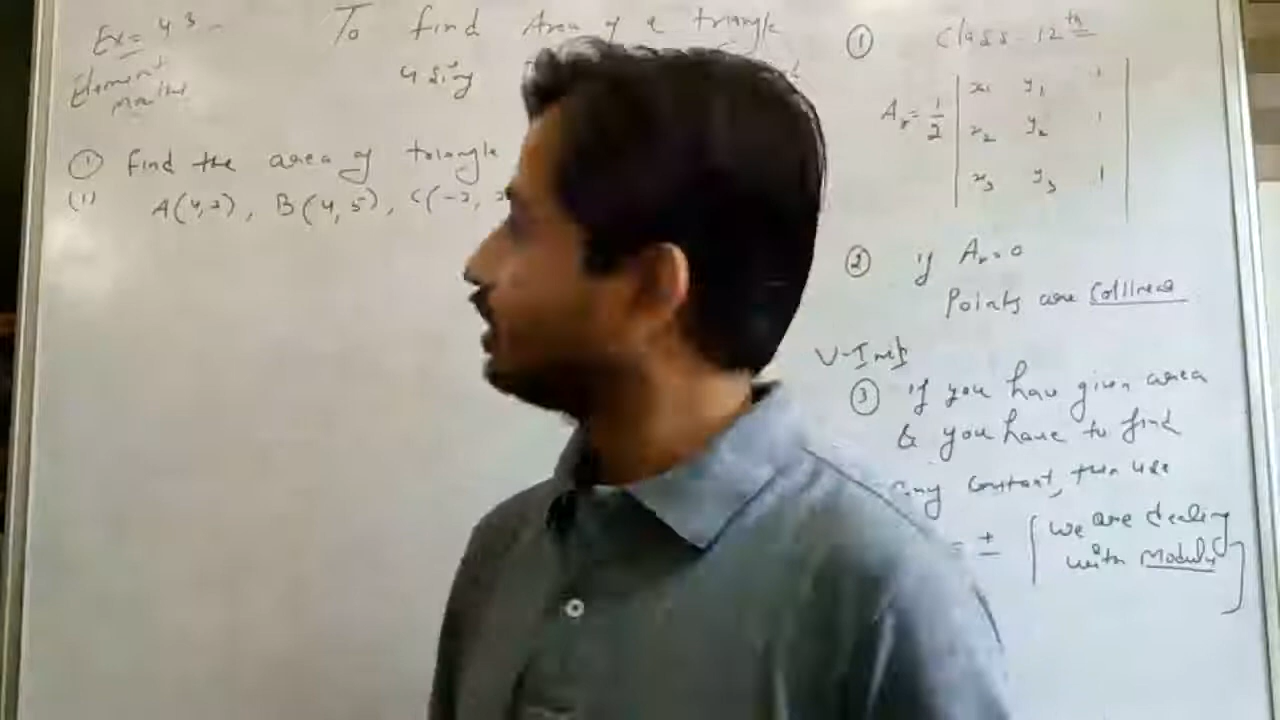 Ex- 4.3
Element
To find Area of a triangle
using
① find the area of triangle
(1) A(4,2), B(4,5), C(-2,
① Class-12th
Ar = 1/2 | x1 y1 1
x2 y2 1
x3 y3 1 |
② if Ar=0
Points are Collinear
V-Imp
③ if you have given area
& you have to find
any constant, then use
= ± [ we are dealing
with Modulus ]